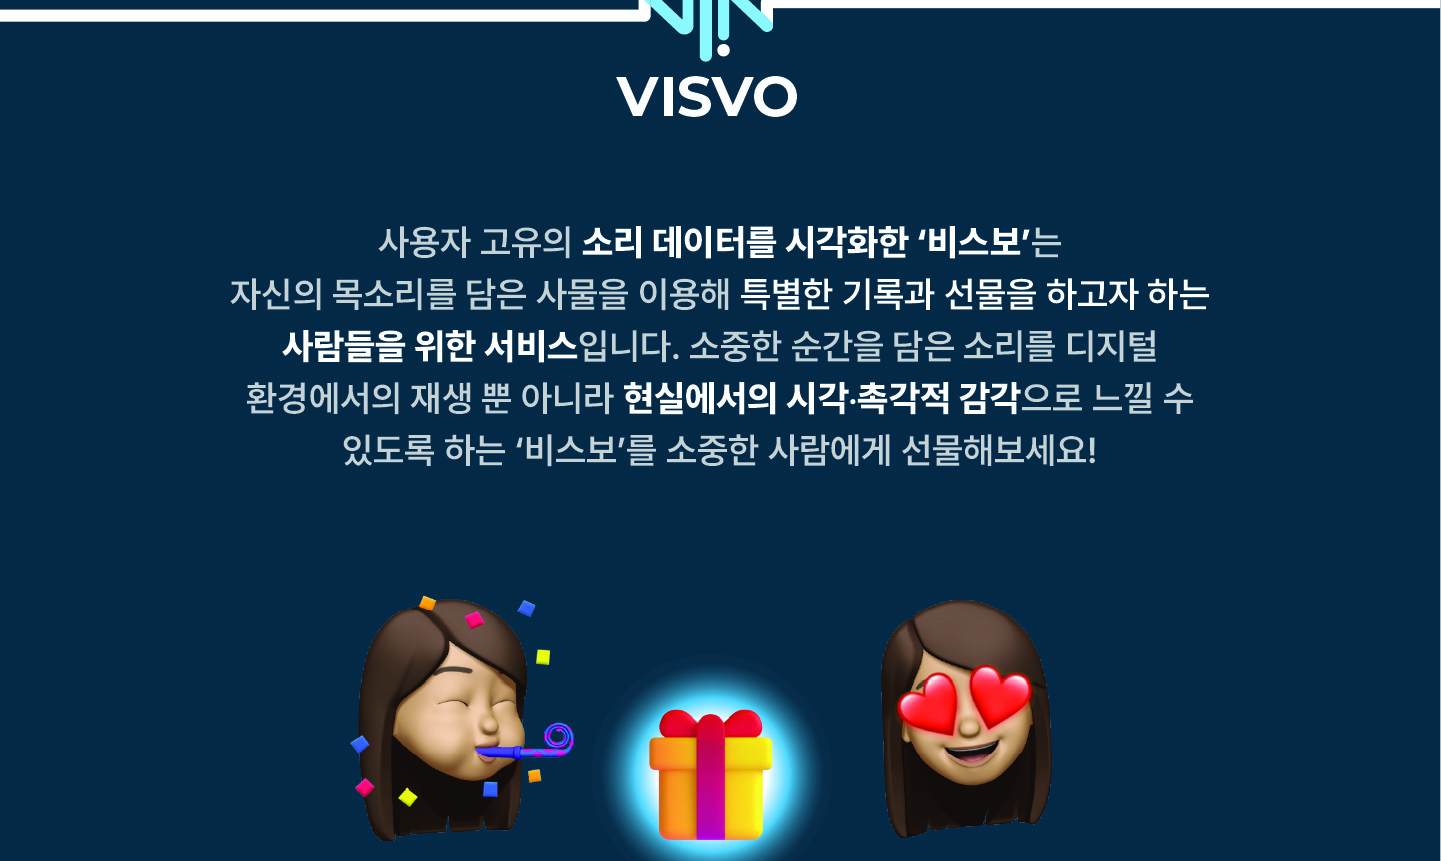 VISVO
사용자 고유의 소리 데이터를 시각화한 ‘비스보’는
자신의 목소리를 담은 사물을 이용해 특별한 기록과 선물을 하고자 하는
사람들을 위한 서비스입니다. 소중한 순간을 담은 소리를 디지털
환경에서의 재생 뿐 아니라 현실에서의 시각·촉각적 감각으로 느낄 수
있도록 하는 ‘비스보’를 소중한 사람에게 선물해보세요!